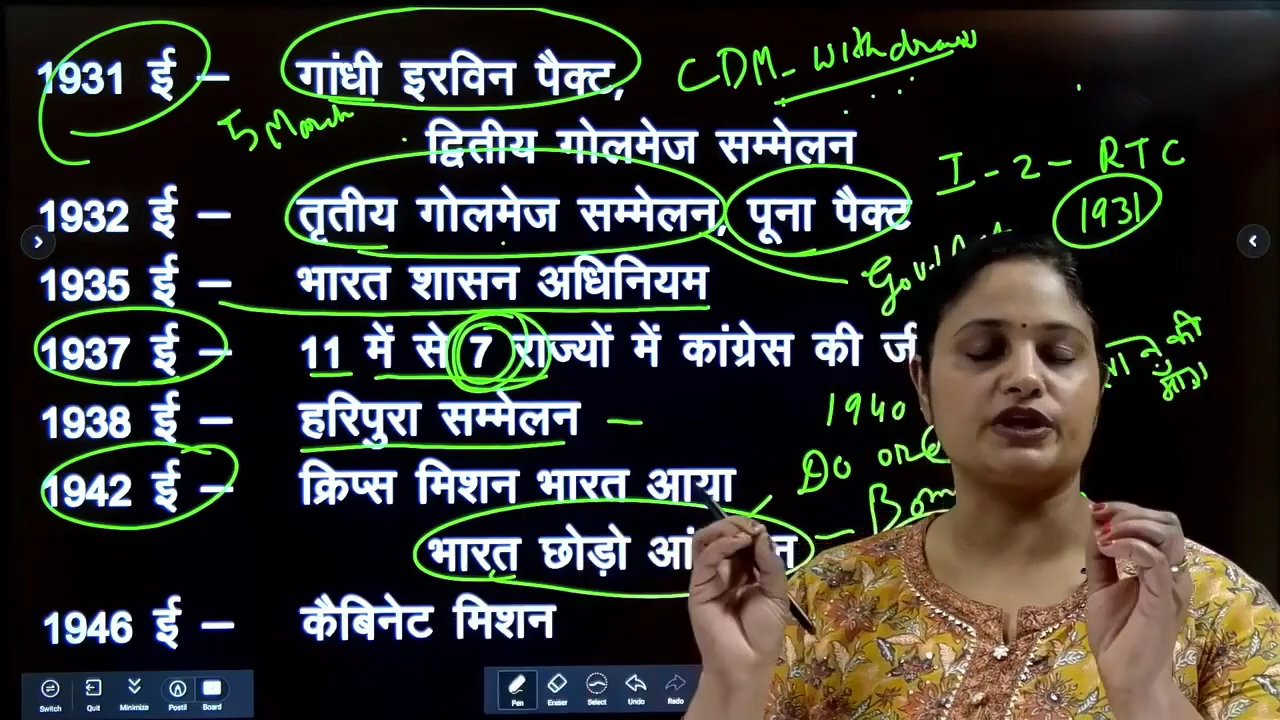 1931 ई – गांधी इरविन पैक्ट, CDM - withdraw
5 March
द्वितीय गोलमेज सम्मेलन
I - 2 - RTC
1931
1932 ई – तृतीय गोलमेज सम्मेलन, पूना पैक्ट
1935 ई – भारत शासन अधिनियम
1937 ई – 11 में से 7 राज्यों में कांग्रेस की
1938 ई – हरिपुरा सम्मेलन –
1940
1942 ई – क्रिप्स मिशन भारत आया
Do or
भारत छोड़ो – Bom
1946 ई – कैबिनेट मिशन
Switch Quit Minimize Postil Board Pen Eraser Select Undo Redo